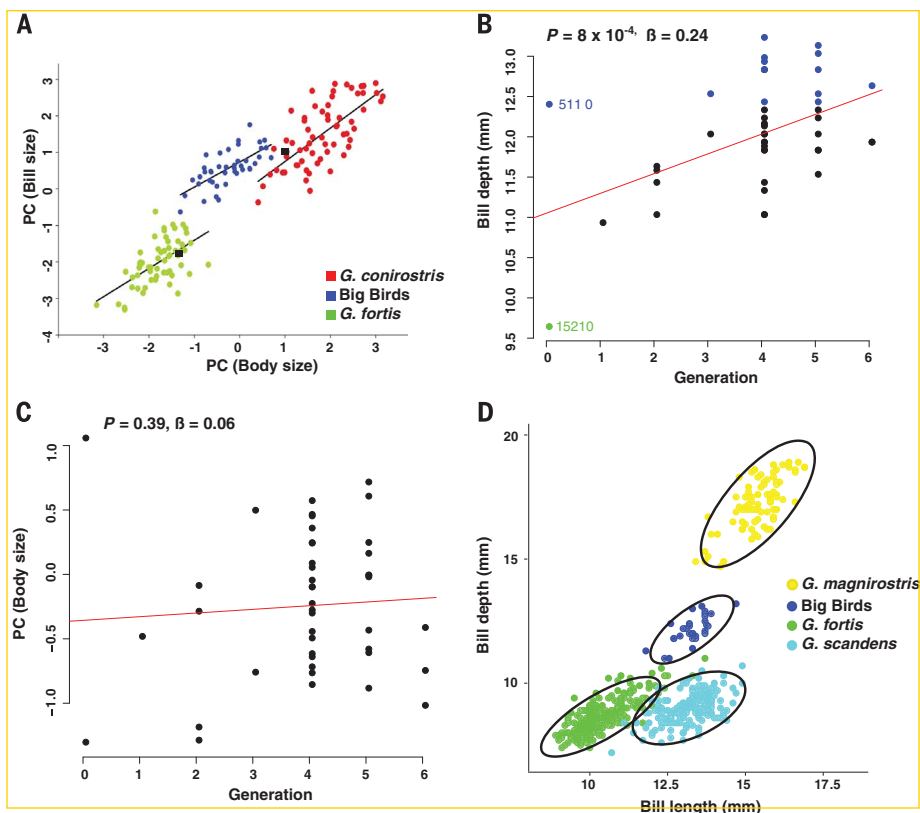 A
PC (Bill size)
3
2
1
0
-1
-2
-3
-4
-3
-2
-1
0
1
2
3
PC (Body size)
G. conirostris
Big Birds
G. fortis
B
P = 8 x 10-4, ß = 0.24
Bill depth (mm)
13.0
12.5
12.0
11.5
11.0
10.5
10.0
9.5
511 0
15210
0
1
2
3
4
5
6
Generation
C
P = 0.39, ß = 0.06
PC (Body size)
1.0
0.5
0.0
−0.5
−1.0
0
1
2
3
4
5
6
Generation
D
Bill depth (mm)
20
15
10
10
12.5
15
17.5
Bill length (mm)
G. magnirostris
Big Birds
G. fortis
G. scandens